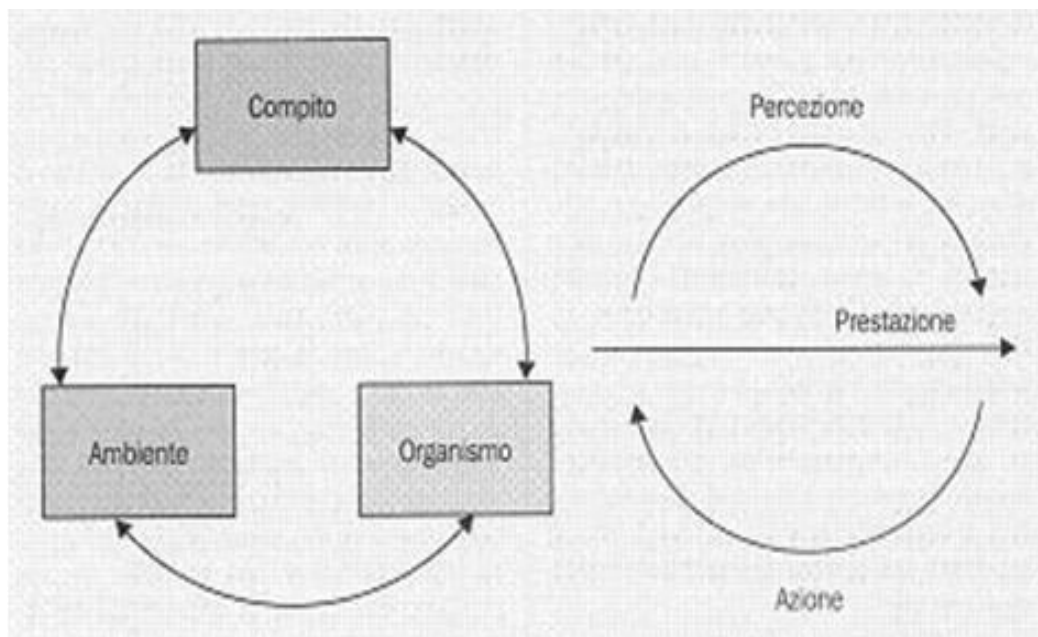 Compito
Percezione
Prestazione
Ambiente
Organismo
Azione